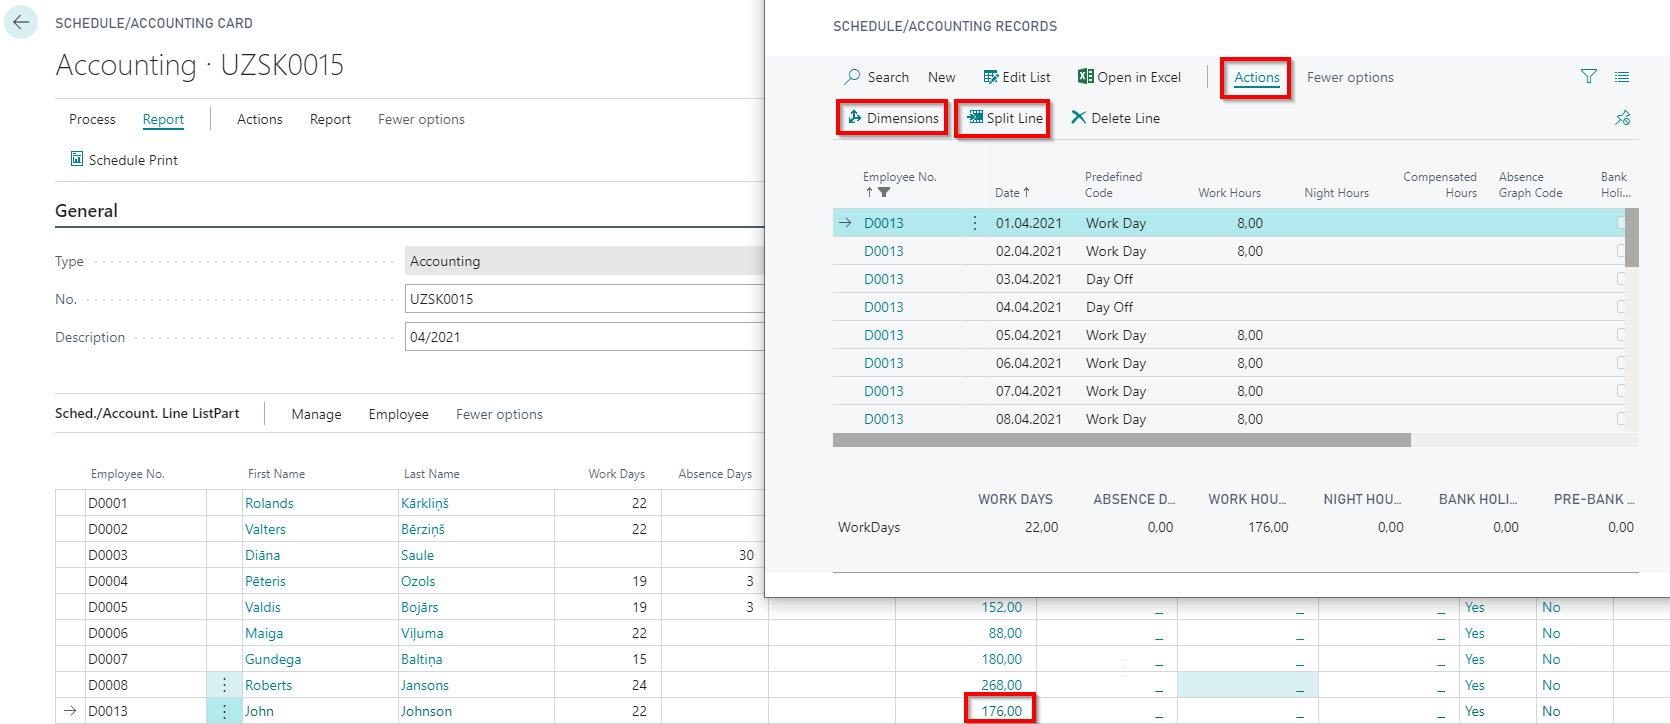 SCHEDULE/ACCOUNTING CARD
Accounting · UZSK0015
Process Report Actions Report Fewer options
Schedule Print
General
Type Accounting
No. UZSK0015
Description 04/2021
Sched./Account. Line ListPart Manage Employee Fewer options
Employee No. First Name Last Name Work Days Absence Days
D0001 Rolands Kārkliņš 22
D0002 Valters Bērziņš 22
D0003 Diāna Saule 30
D0004 Pēteris Ozols 19 3
D0005 Valdis Bojārs 19 3 152,00 _ _ _ Yes No
D0006 Maiga Viļuma 22 88,00 _ _ _ Yes No
D0007 Gundega Baltiņa 15 180,00 _ _ _ Yes No
D0008 Roberts Jansons 24 268,00 _ _ _ Yes No
D0013 John Johnson 22 176,00 _ _ _ Yes No
SCHEDULE/ACCOUNTING RECORDS
Search New Edit List Open in Excel Actions Fewer options
Dimensions Split Line Delete Line
Employee No. Date Predefined Code Work Hours Night Hours Compensated Hours Absence Graph Code Bank Holi...
D0013 01.04.2021 Work Day 8,00
D0013 02.04.2021 Work Day 8,00
D0013 03.04.2021 Day Off
D0013 04.04.2021 Day Off
D0013 05.04.2021 Work Day 8,00
D0013 06.04.2021 Work Day 8,00
D0013 07.04.2021 Work Day 8,00
D0013 08.04.2021 Work Day 8,00
WORK DAYS ABSENCE D... WORK HOU... NIGHT HOU... BANK HOLI... PRE-BANK ...
WorkDays 22,00 0,00 176,00 0,00 0,00 0,00